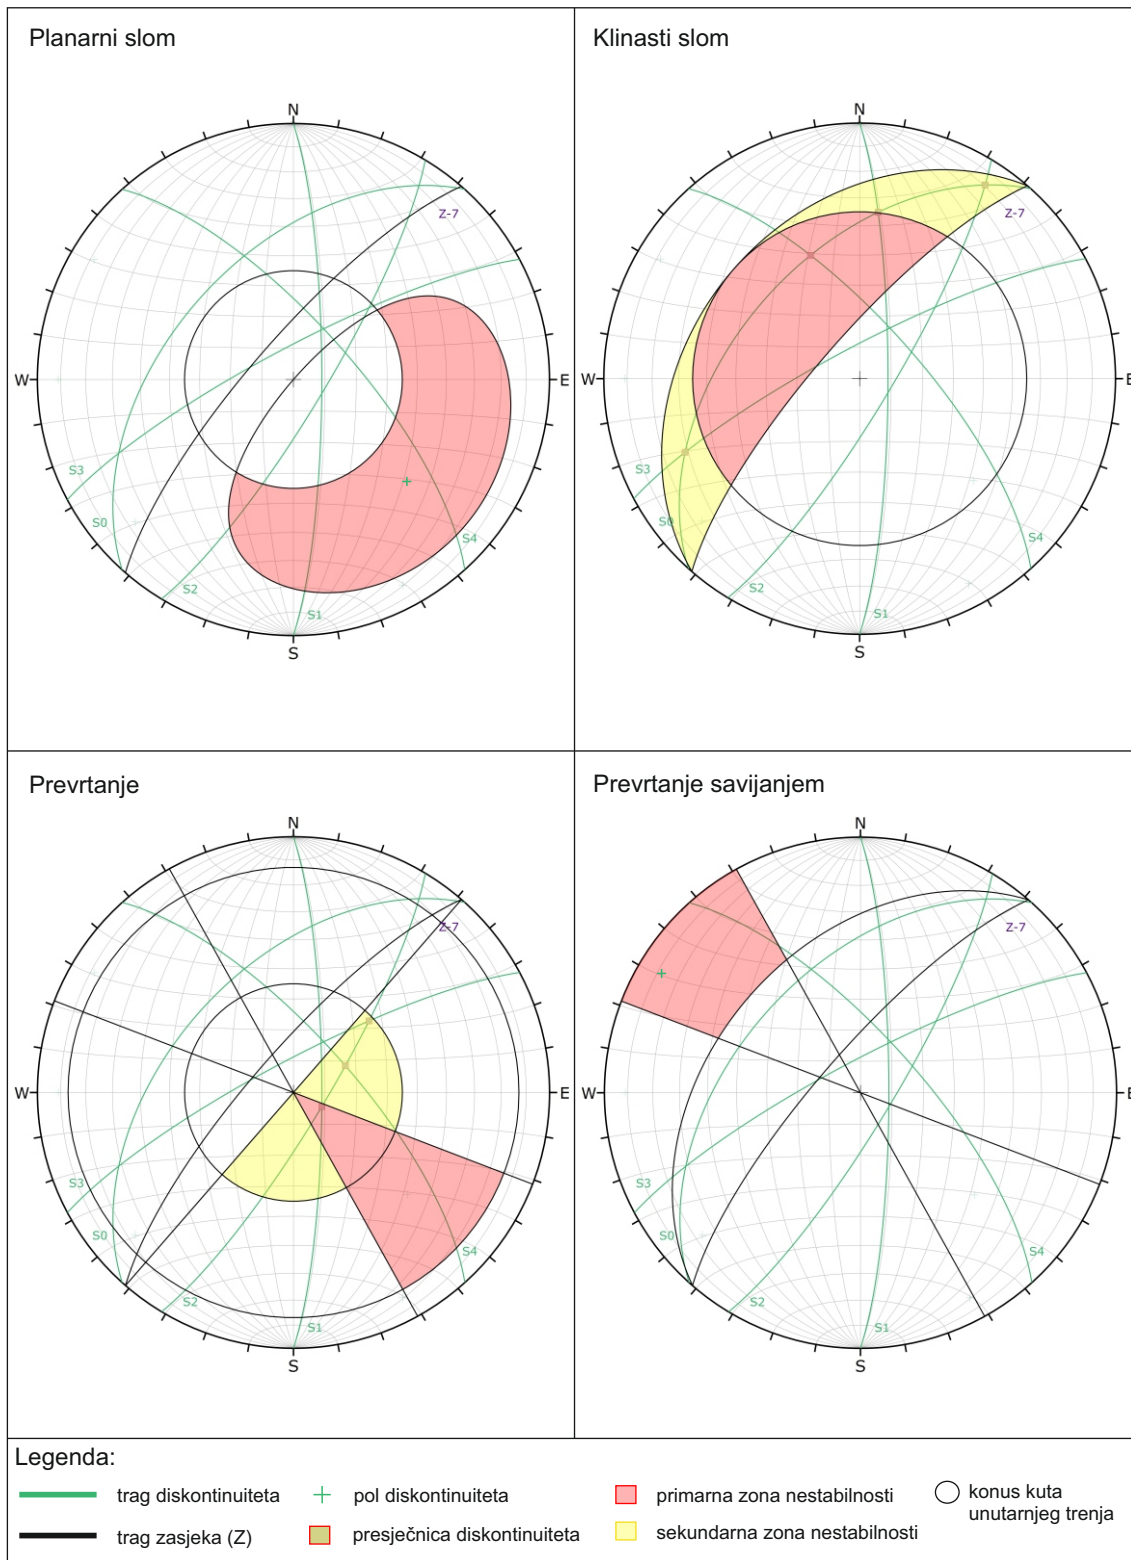 Planarni slom
N
Z-7
W
E
S3
S0
S4
S2
S1
S
Klinasti slom
N
Z-7
W
E
S3
S0
S4
S2
S1
S
Prevrtanje
N
Z-7
W
E
S3
S0
S4
S2
S1
S
Prevrtanje savijanjem
N
Z-7
W
E
S3
S0
S4
S2
S1
S
Legenda:
trag diskontinuiteta
pol diskontinuiteta
primarna zona nestabilnosti
konus kuta
unutarnjeg trenja
trag zasjeka (Z)
presječnica diskontinuiteta
sekundarna zona nestabilnosti